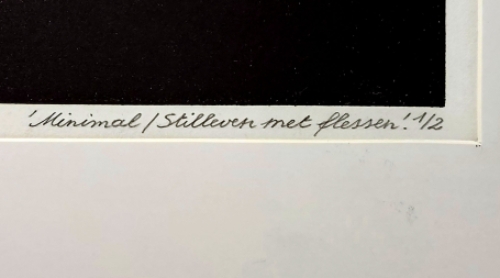 'Minimal / Stilleven met flessen'. 1/2